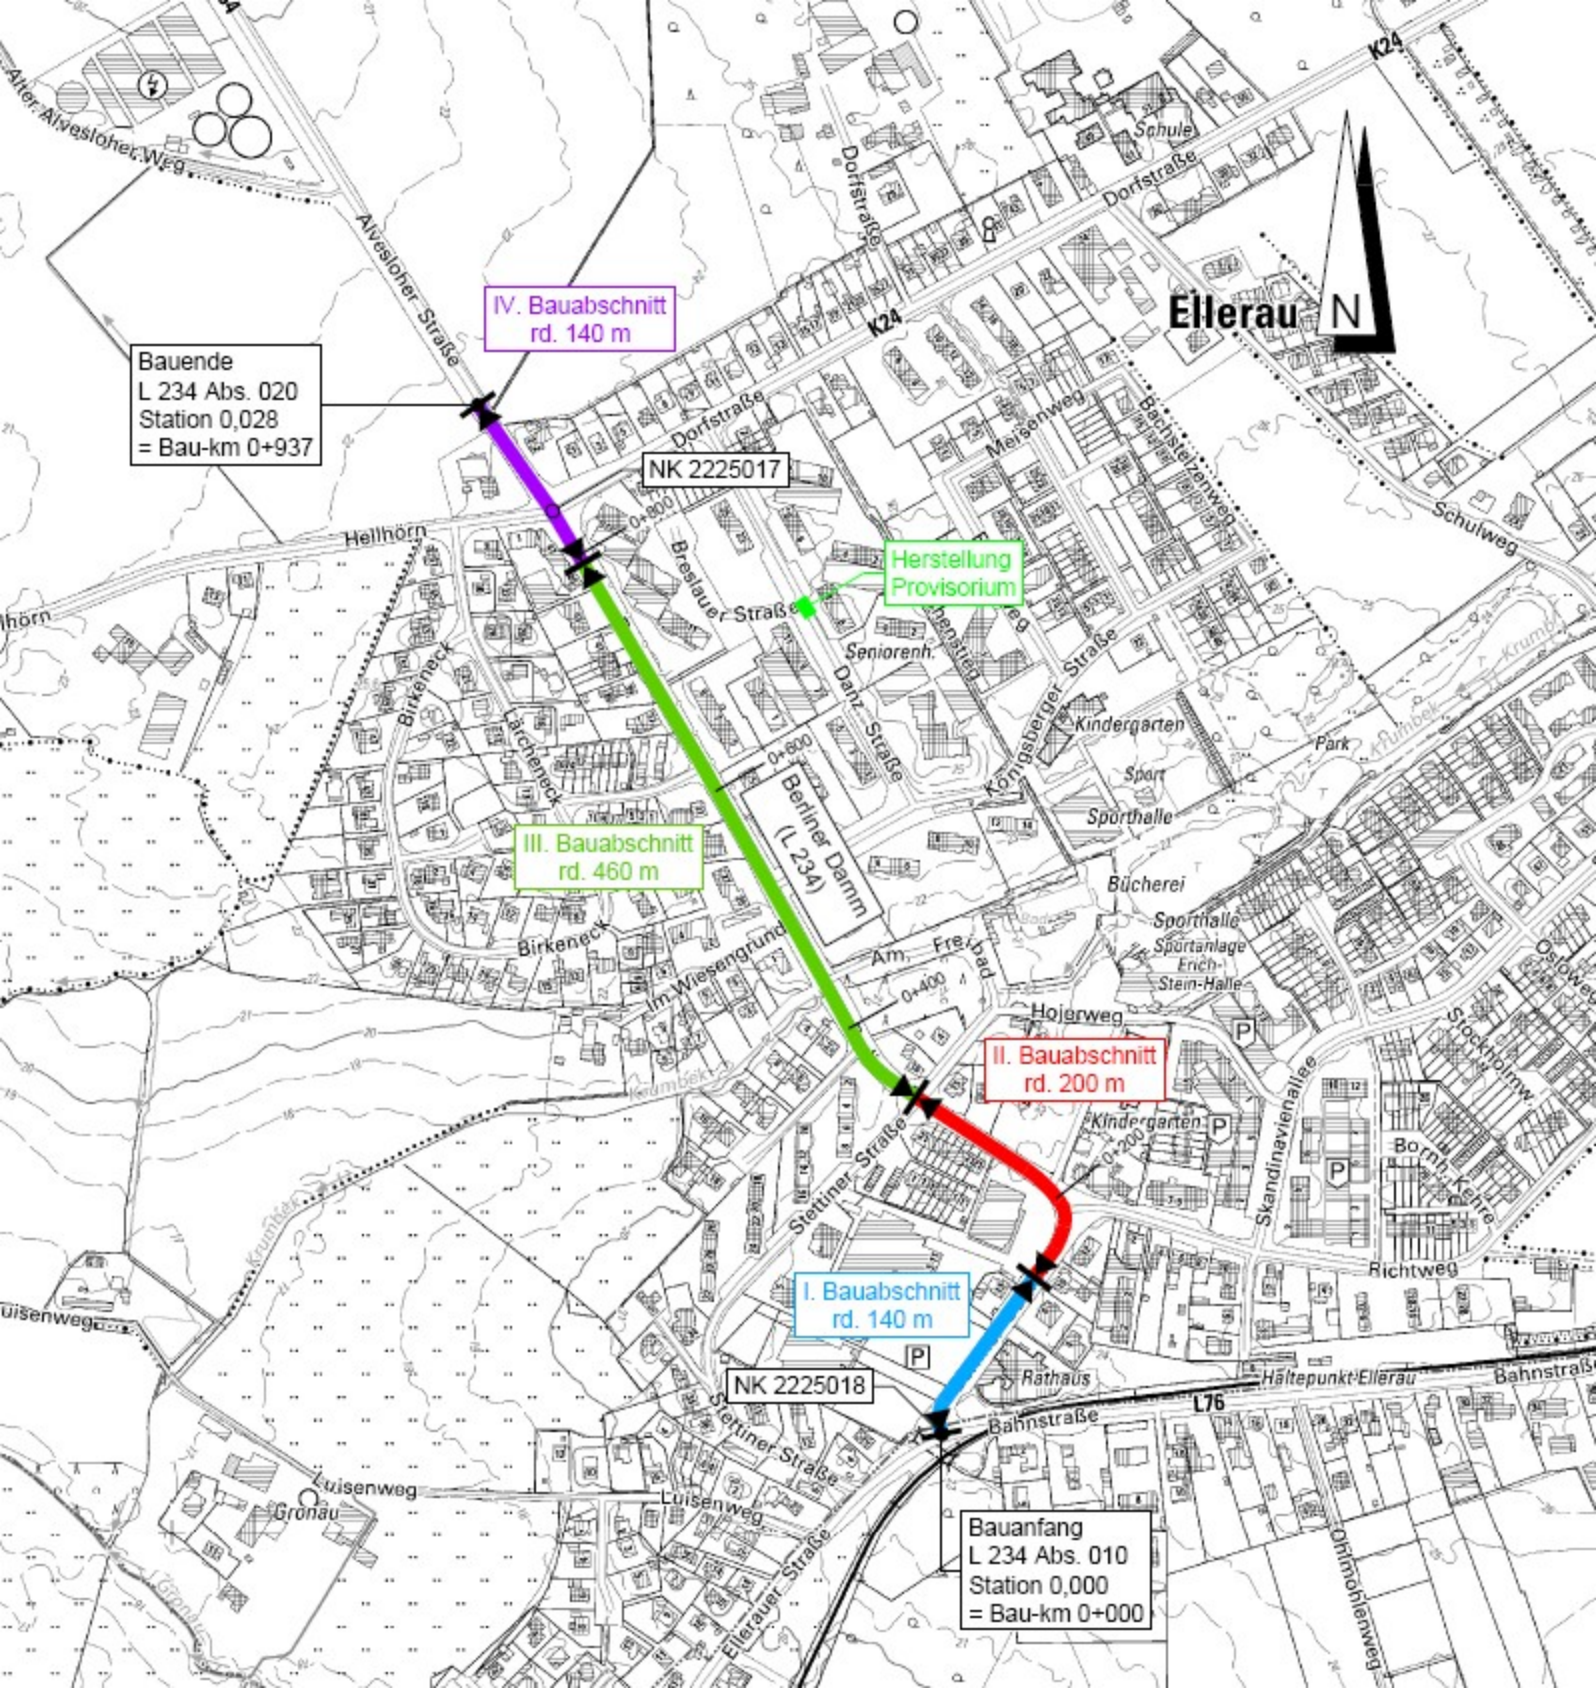 K24
Alter Alvesloher Weg
Schule
Dorfstraße
Dorfstraße
Alvesloher Straße
IV. Bauabschnitt
rd. 140 m
K24
Ellerau
N
Bauende
L 234 Abs. 020
Station 0,028
= Bau-km 0+937
Dorfstraße
Meisenweg
Bachstelzenweg
NK 2225017
0+800
Schulweg
Hellhörn
Breslauer Straße
Herstellung
Provisorium
lhörn
Seniorenh.
Königsberger Straße
Krumbek
Birkeneck
Lärcheneck
Danz. Straße
Kindergarten
Park
0+600
Sport
Sporthalle
Berliner Damm
(L 234)
III. Bauabschnitt
rd. 460 m
Bücherei
Sporthalle
Sportanlage
Erich-
Stein-Halle
Birkeneck
Im Wiesengrund
Am Freibad
0+400
Hojerweg
P
II. Bauabschnitt
rd. 200 m
Krumbek
Kindergarten
P
0+200
Stettiner Straße
Skandinavienallee
P
Bornh. Kehre
Stockholmw.
Oslow
Krumbek
Richtweg
I. Bauabschnitt
rd. 140 m
uisenweg
P
Rathaus
Haltepunkt Ellerau
Bahnstraße
NK 2225018
L76
Bahnstraße
Stettiner Straße
Luisenweg
Gronau
Luisenweg
Bauanfang
L 234 Abs. 010
Station 0,000
= Bau-km 0+000
Ellerauer Straße
Ohlmöhlenweg
Gronau